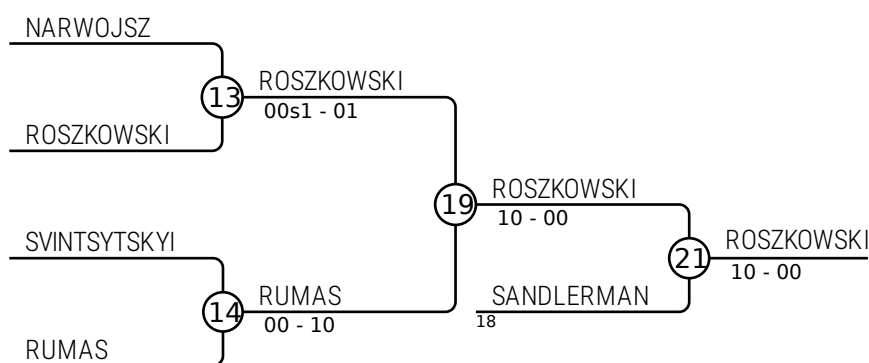 NARWOJSZ
13
ROSZKOWSKI
00s1 - 01
ROSZKOWSKI
19
ROSZKOWSKI
10 - 00
SVINTSYTSKYI
14
RUMAS
00 - 10
RUMAS
21
ROSZKOWSKI
10 - 00
SANDLERMAN
18